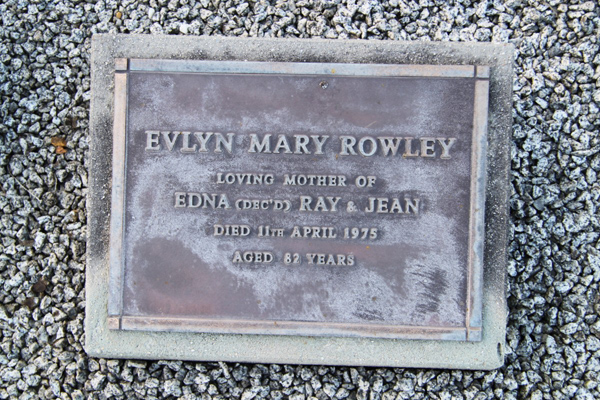 EVLYN MARY ROWLEY
LOVING MOTHER OF
EDNA (DEC'D) RAY & JEAN
DIED 11TH APRIL 1975
AGED 82 YEARS